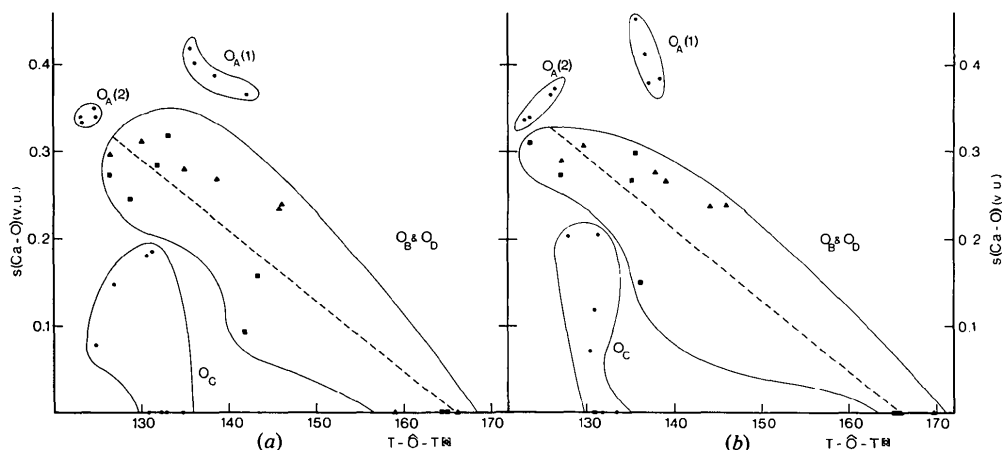 0.4
0.3
0.2
0.1
s(Ca-O)(v.u.)
O_A(1)
O_A(2)
O_B & O_D
O_C
130
140
150
160
170
(a)
T-Ô-T[°]
O_A(1)
O_A(2)
O_B & O_D
O_C
130
140
150
160
170
(b)
T-Ô-T[°]
0.4
0.3
0.2
0.1
s(Ca-O)(v.u.)